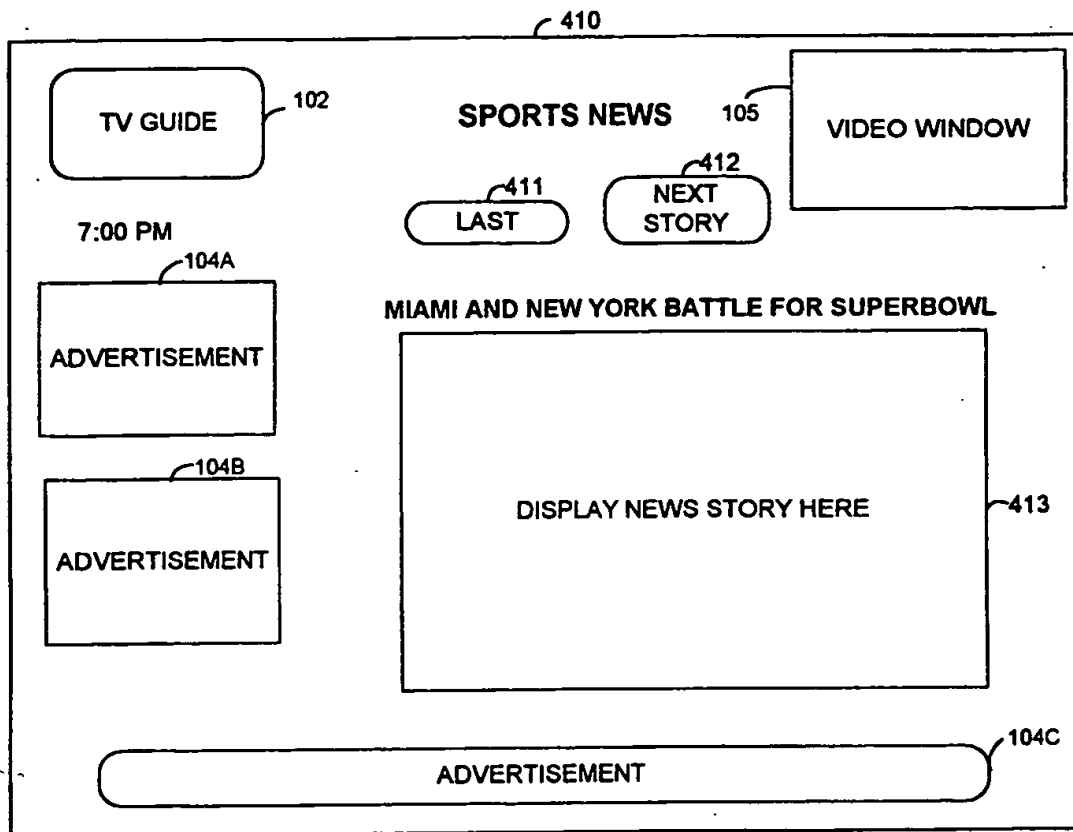 410
TV GUIDE
102
SPORTS NEWS
105
VIDEO WINDOW
411
LAST
412
NEXT
STORY
7:00 PM
104A
ADVERTISEMENT
MIAMI AND NEW YORK BATTLE FOR SUPERBOWL
104B
ADVERTISEMENT
DISPLAY NEWS STORY HERE
413
104C
ADVERTISEMENT